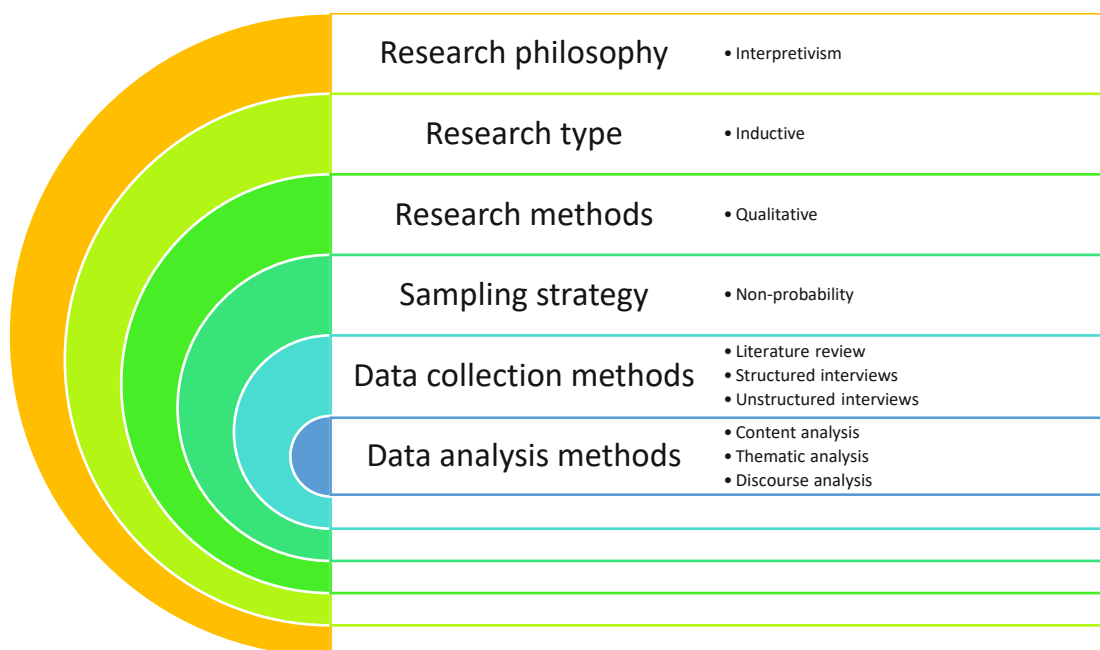 Research philosophy
• Interpretivism
Research type
• Inductive
Research methods
• Qualitative
Sampling strategy
• Non-probability
Data collection methods
• Literature review
• Structured interviews
• Unstructured interviews
Data analysis methods
• Content analysis
• Thematic analysis
• Discourse analysis